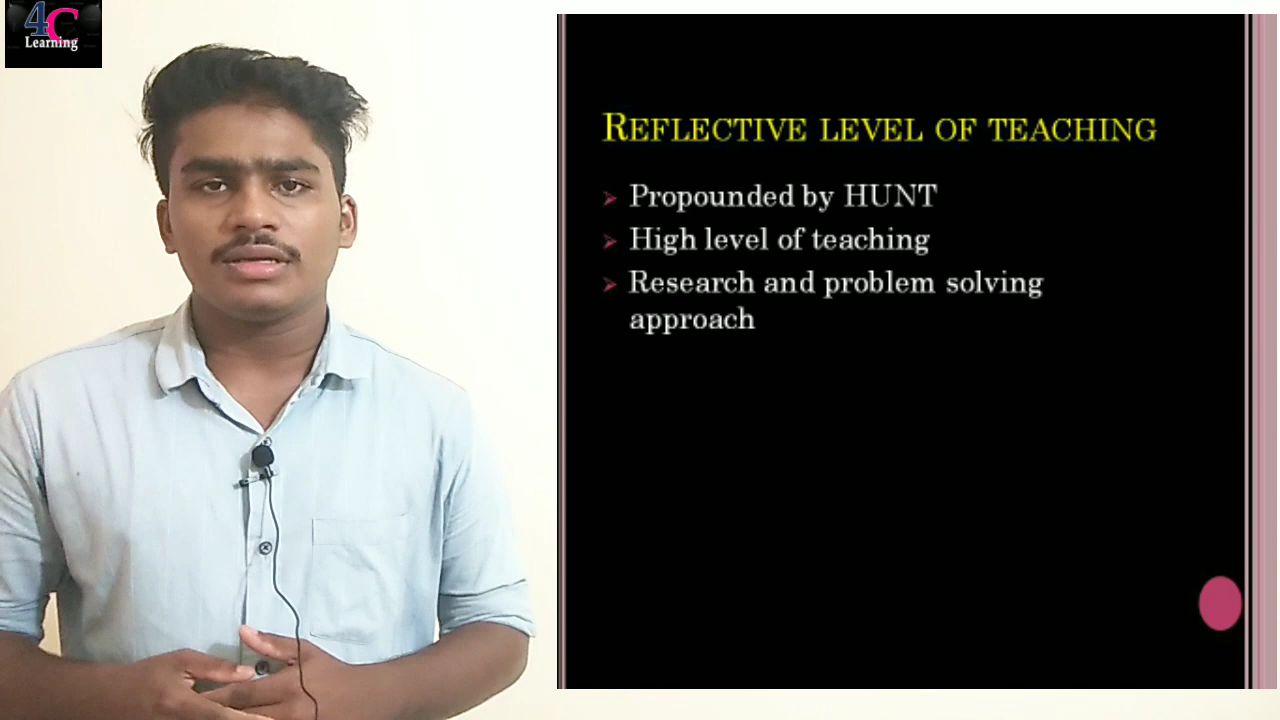 4C
Learning
REFLECTIVE LEVEL OF TEACHING
Propounded by HUNT
High level of teaching
Research and problem solving
approach